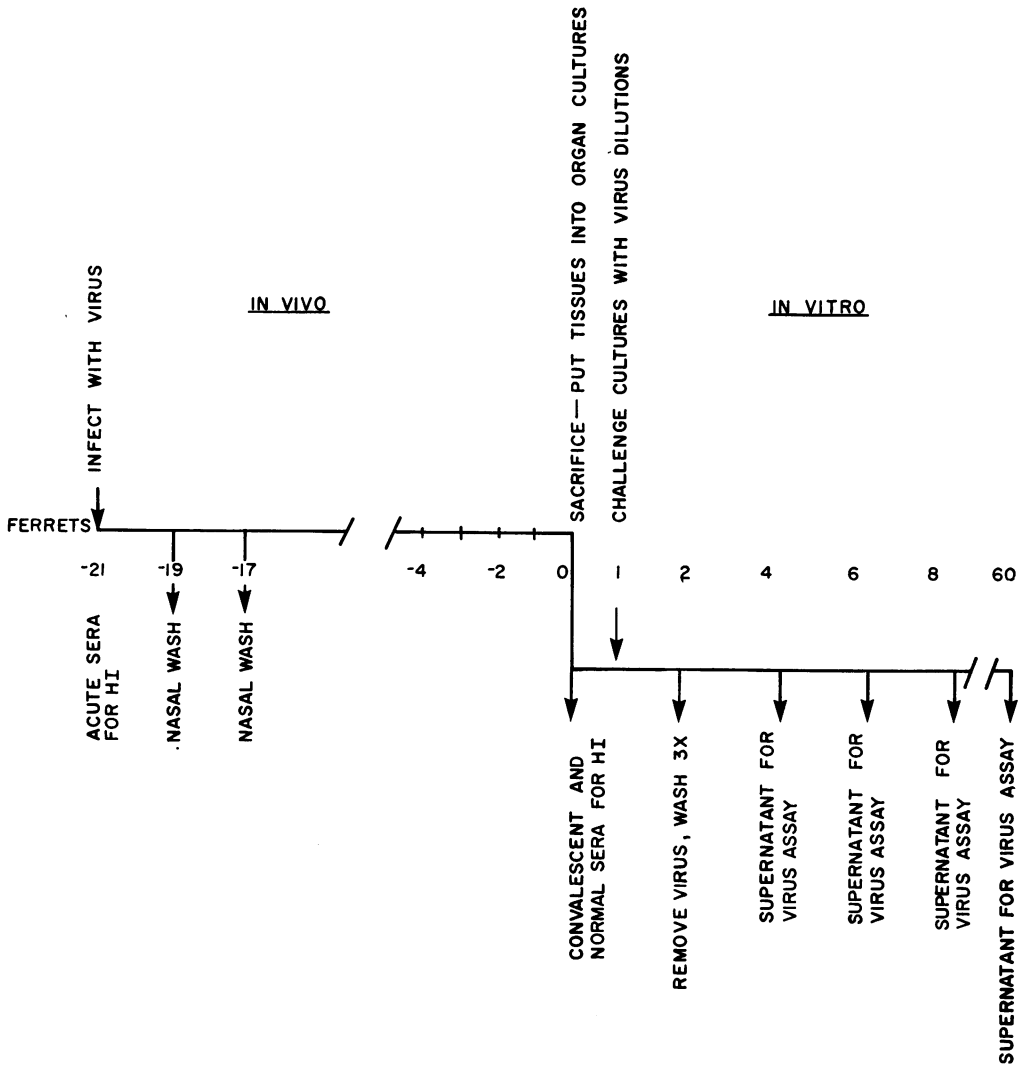 INFECT WITH VIRUS
IN VIVO
SACRIFICE — PUT TISSUES INTO ORGAN CULTURES
CHALLENGE CULTURES WITH VIRUS DILUTIONS
IN VITRO
FERRETS
-21
-19
-17
-4
-2
0
1
2
4
6
8
60
ACUTE SERA
FOR HI
NASAL WASH
NASAL WASH
CONVALESCENT AND
NORMAL SERA FOR HI
REMOVE VIRUS, WASH 3X
SUPERNATANT FOR
VIRUS ASSAY
SUPERNATANT FOR
VIRUS ASSAY
SUPERNATANT FOR
VIRUS ASSAY
SUPERNATANT FOR VIRUS ASSAY